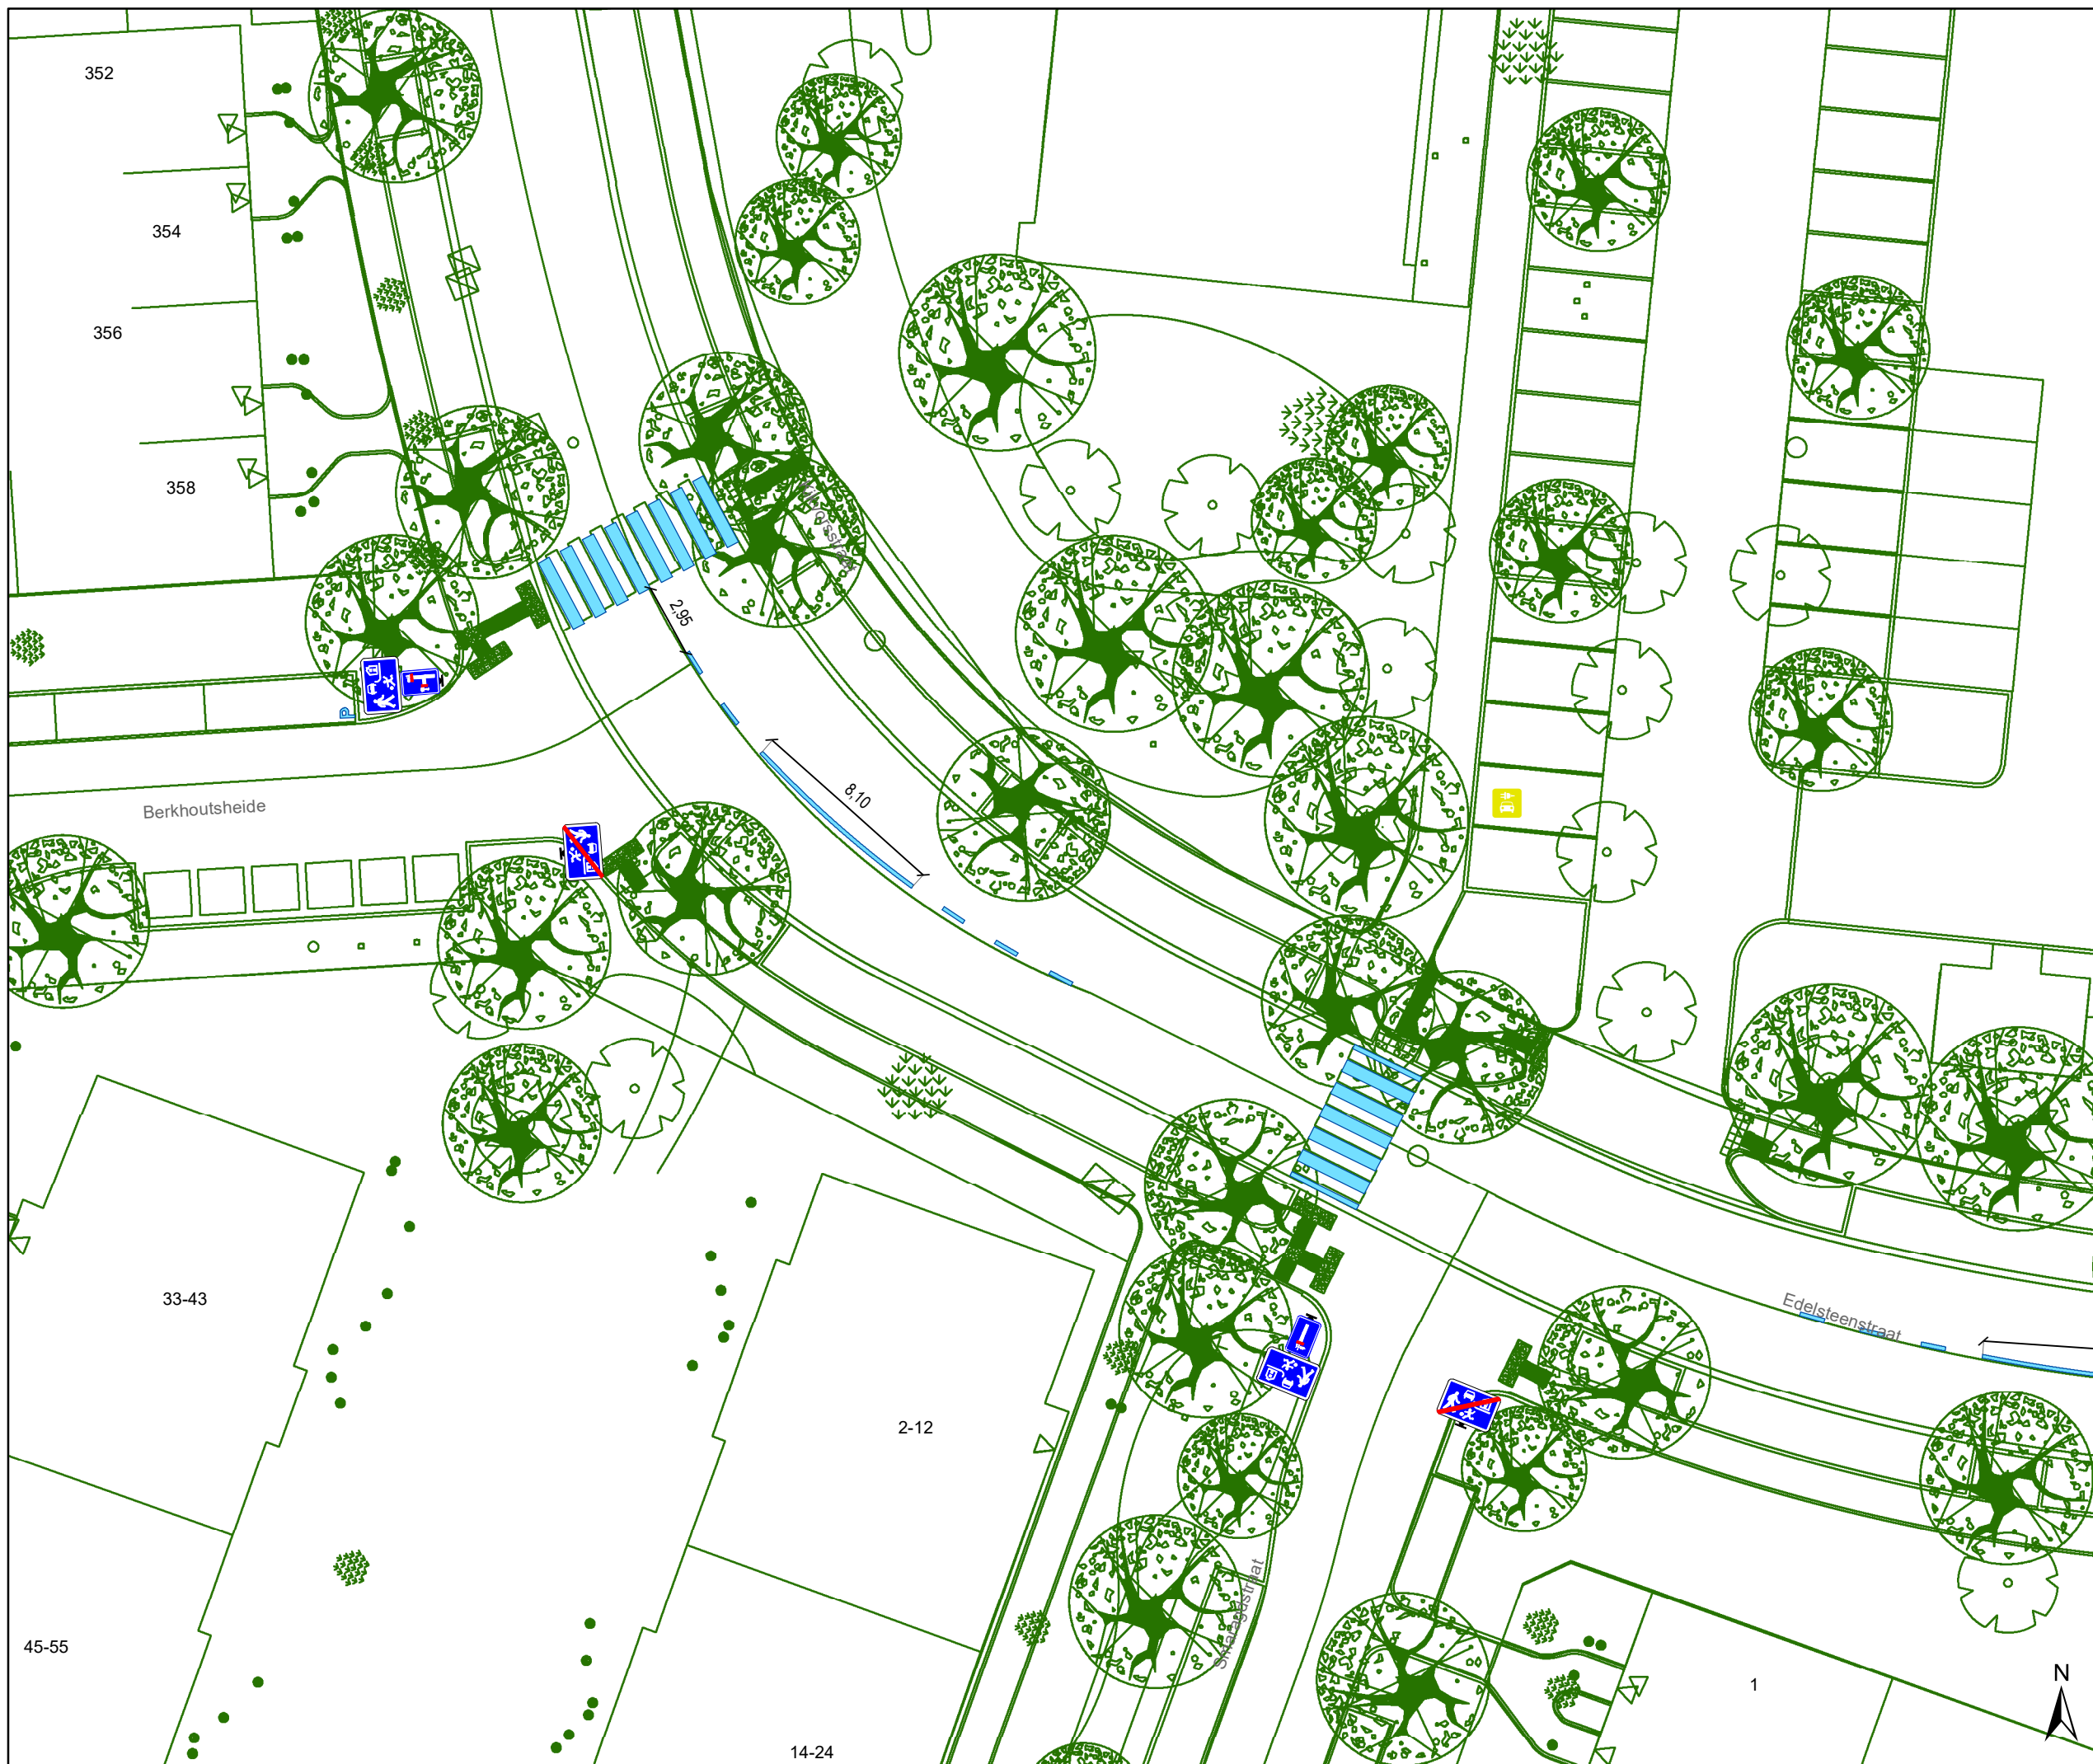 352
354
356
358
2,95
P
8,10
Berkhoutsheide
33-43
Edelsteenstraat
2-12
Smaragdstraat
45-55
1
N
14-24